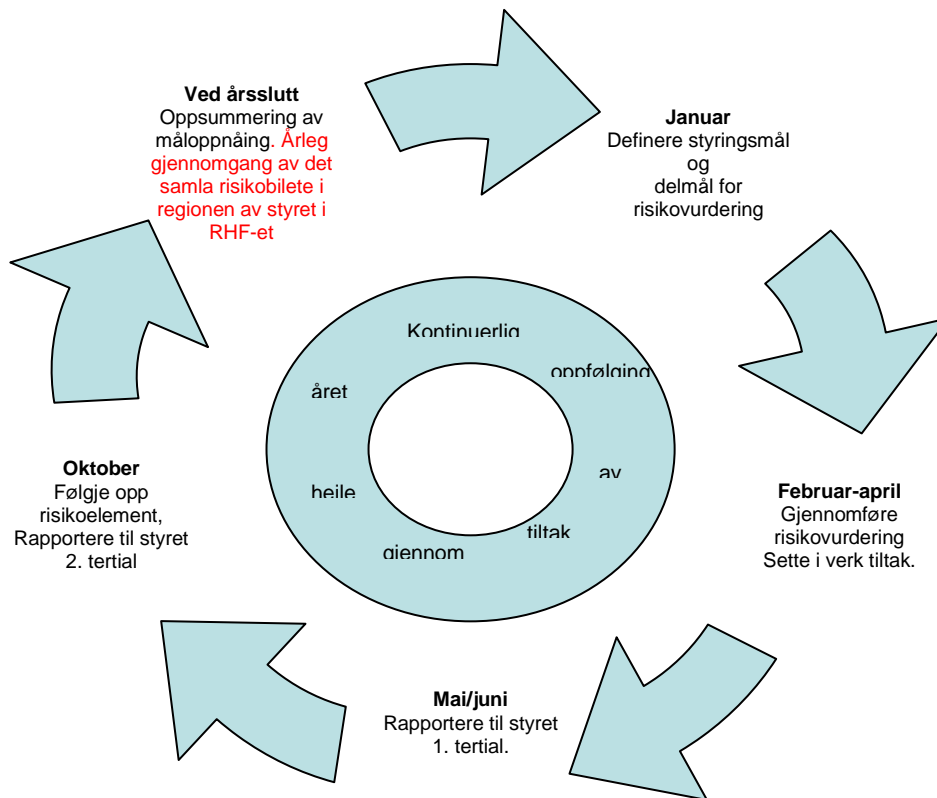 Ved årsslutt
Oppsummering av
måloppnåing. Årleg
gjennomgang av det
samla risikobilete i
regionen av styret i
RHF-et
Januar
Definere styringsmål
og
delmål for
risikovurdering
Februar-april
Gjennomføre
risikovurdering
Sette i verk tiltak.
Mai/juni
Rapportere til styret
1. tertial.
Oktober
Følgje opp
risikoelement,
Rapportere til styret
2. tertial
Kontinuerlig
oppfølging
av
tiltak
gjennom
heile
året